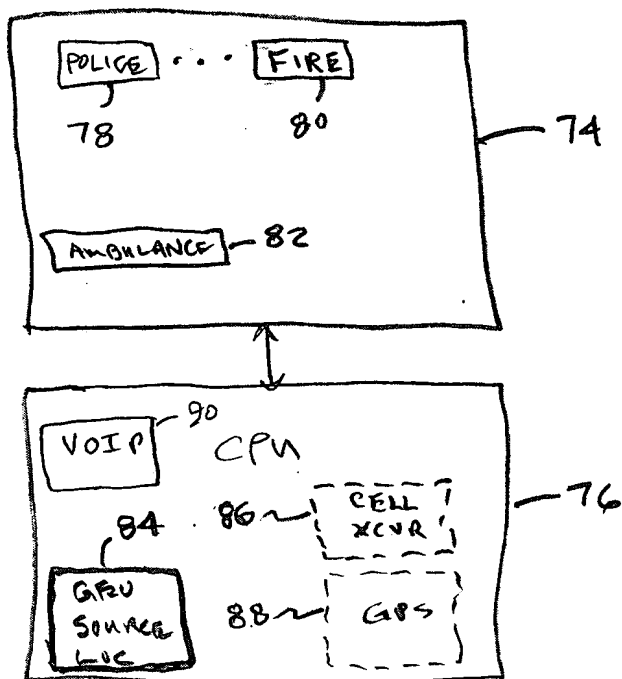 POLICE . . . FIRE
78
80
74
AMBULANCE
82
VOIP
90
CPU
76
84
86
CELL
XCVR
GEO
SOURCE
LOC
88
GPS